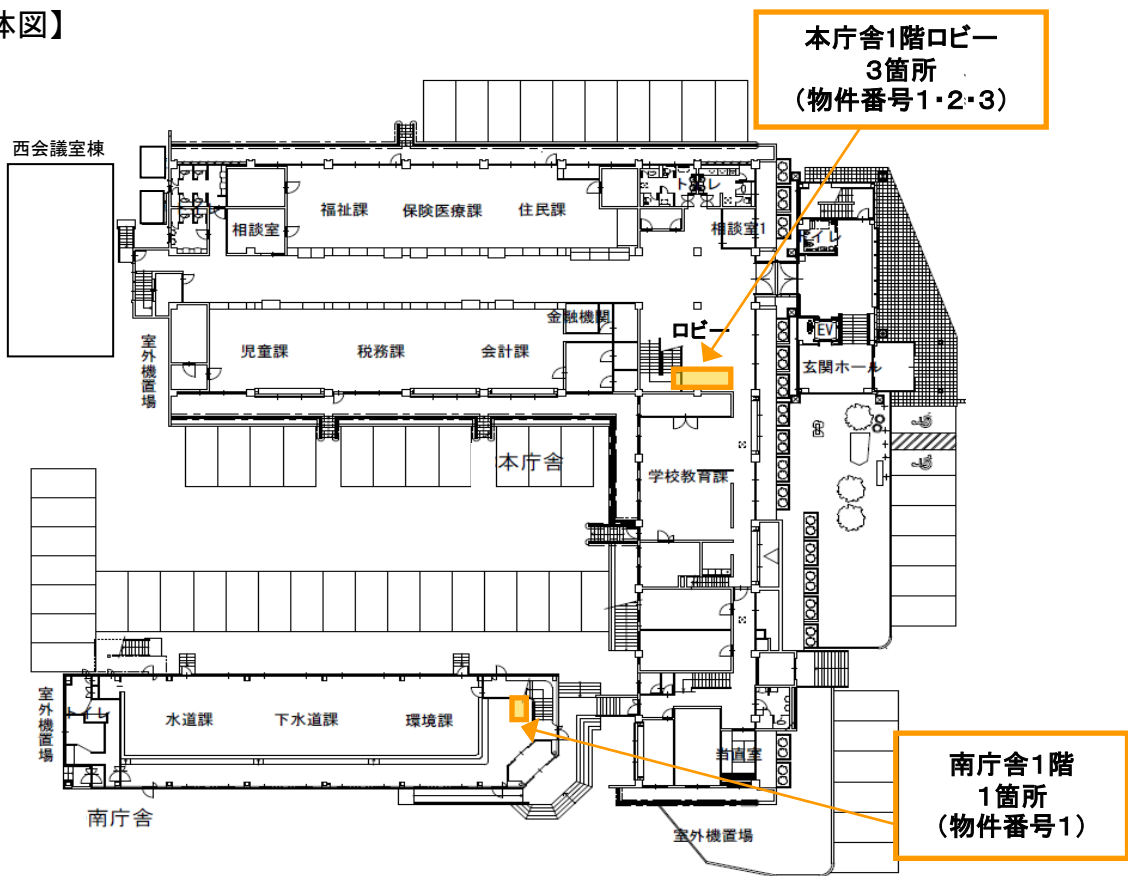 体図】
本庁舎1階ロビー
3箇所
（物件番号1・2・3）
西会議室棟
トイレ
福祉課
保険医療課
住民課
相談室
相談室1
トイレ
金融機関
ロビー
EV
室外機置場
児童課
税務課
会計課
玄関ホール
本庁舎
学校教育課
室外機置場
トイレ
水道課
下水道課
環境課
当直室
南庁舎1階
1箇所
（物件番号1）
南庁舎
室外機置場